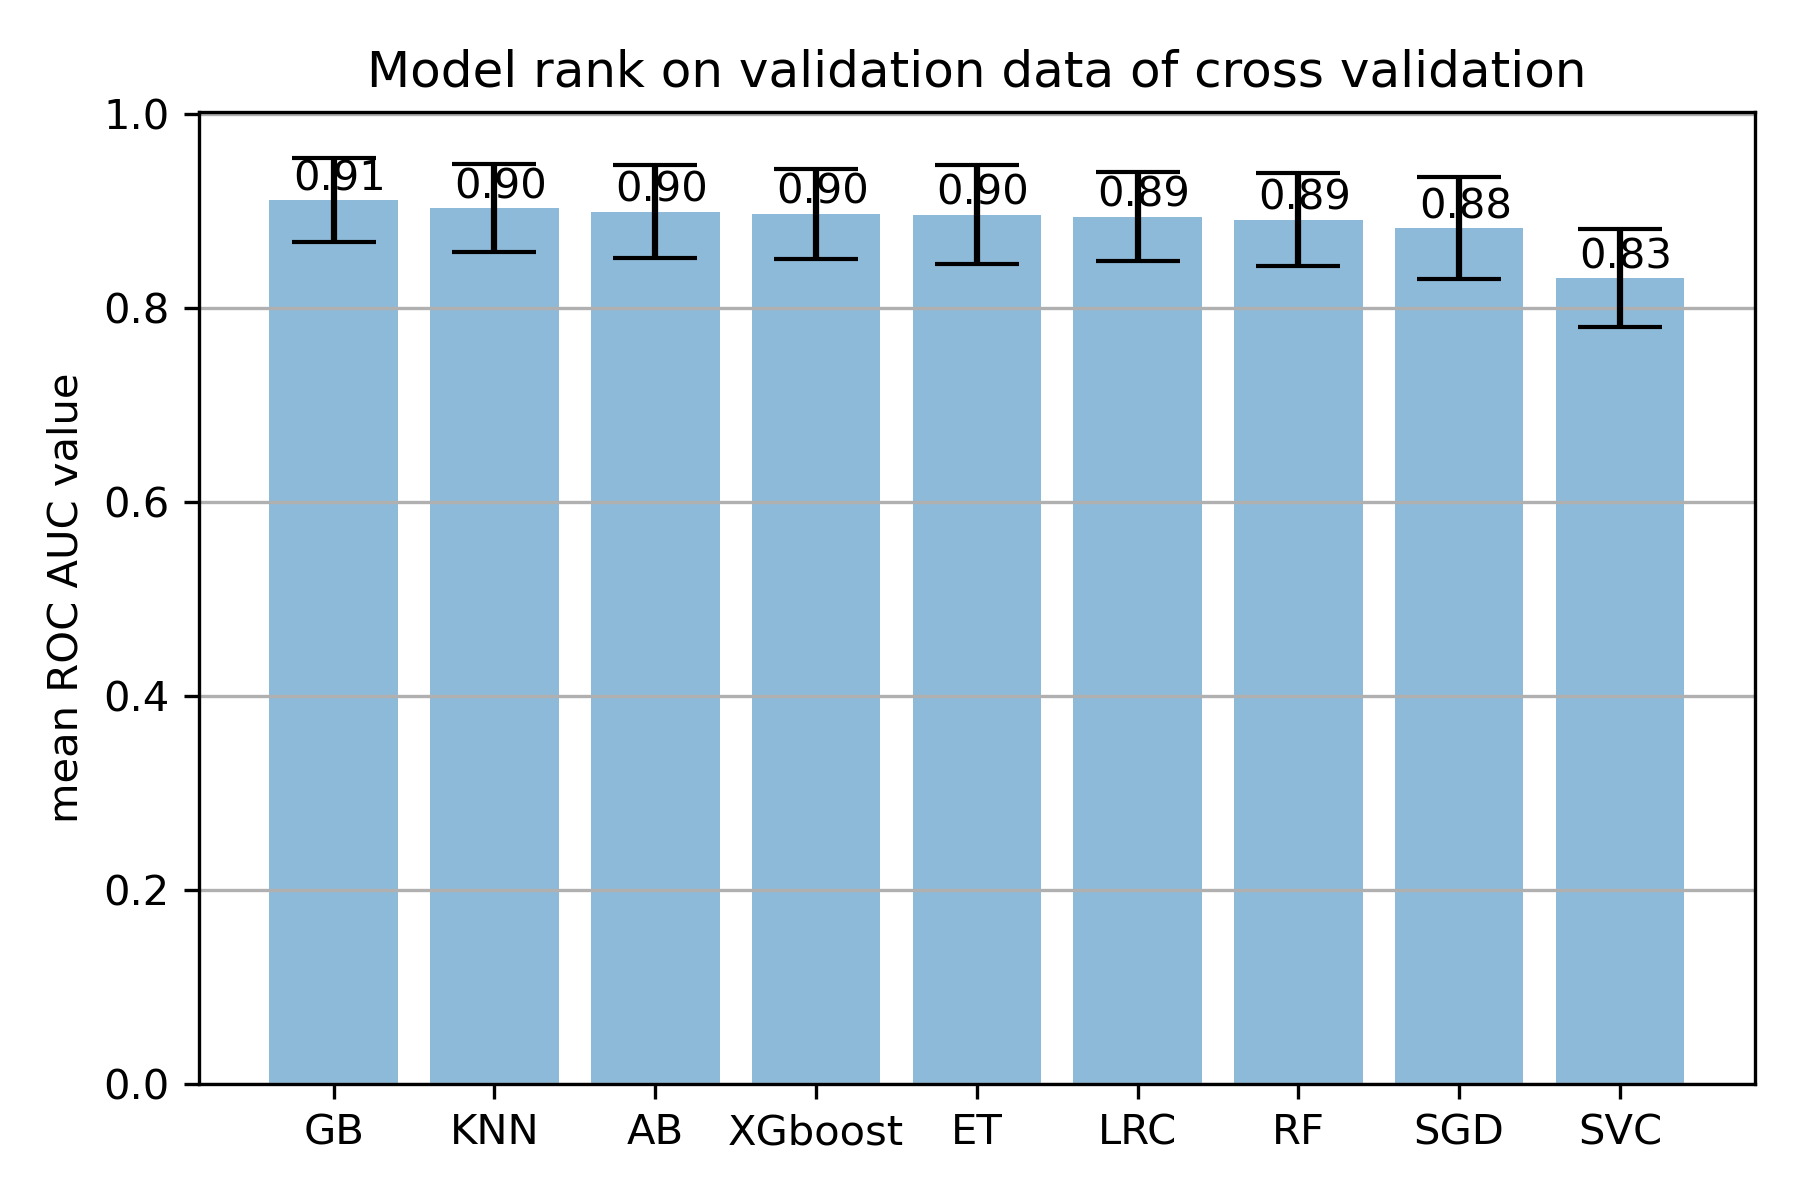 Model rank on validation data of cross validation
mean ROC AUC value
1.0
0.8
0.6
0.4
0.2
0.0
0.91 0.90 0.90 0.90 0.90 0.89 0.89 0.88 0.83
GB KNN AB XGboost ET LRC RF SGD SVC